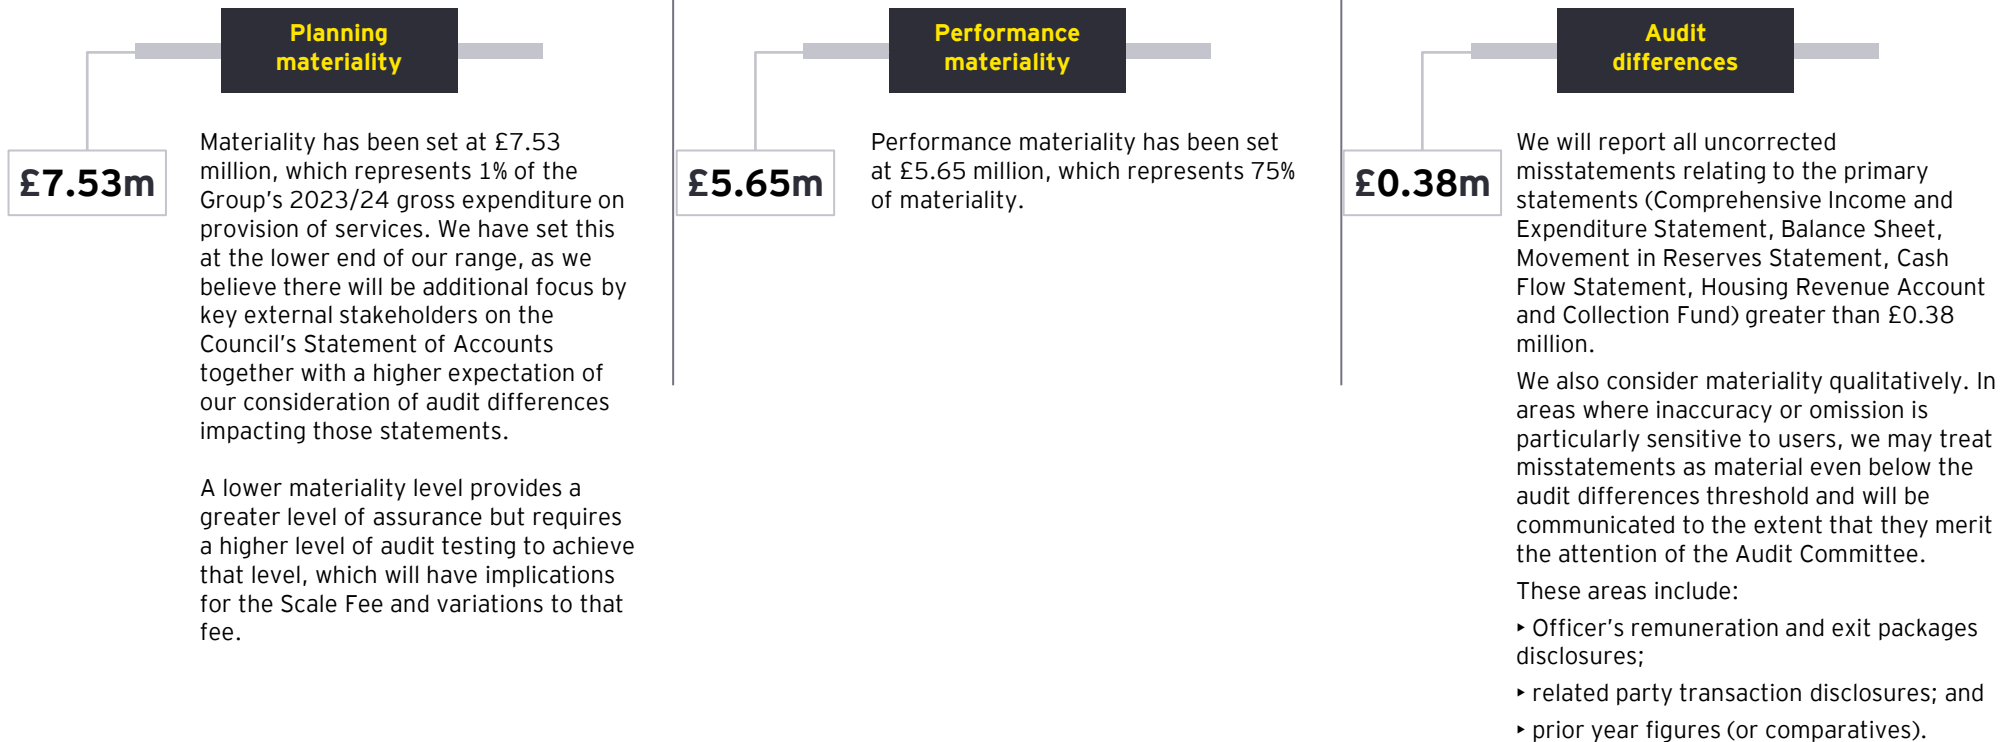 Planning
materiality
£7.53m
Materiality has been set at £7.53
million, which represents 1% of the
Group’s 2023/24 gross expenditure on
provision of services. We have set this
at the lower end of our range, as we
believe there will be additional focus by
key external stakeholders on the
Council’s Statement of Accounts
together with a higher expectation of
our consideration of audit differences
impacting those statements.
A lower materiality level provides a
greater level of assurance but requires
a higher level of audit testing to achieve
that level, which will have implications
for the Scale Fee and variations to that
fee.
Performance
materiality
£5.65m
Performance materiality has been set
at £5.65 million, which represents 75%
of materiality.
Audit
differences
£0.38m
We will report all uncorrected
misstatements relating to the primary
statements (Comprehensive Income and
Expenditure Statement, Balance Sheet,
Movement in Reserves Statement, Cash
Flow Statement, Housing Revenue Account
and Collection Fund) greater than £0.38
million.
We also consider materiality qualitatively. In
areas where inaccuracy or omission is
particularly sensitive to users, we may treat
misstatements as material even below the
audit differences threshold and will be
communicated to the extent that they merit
the attention of the Audit Committee.
These areas include:
‣ Officer’s remuneration and exit packages
disclosures;
‣ related party transaction disclosures; and
‣ prior year figures (or comparatives).